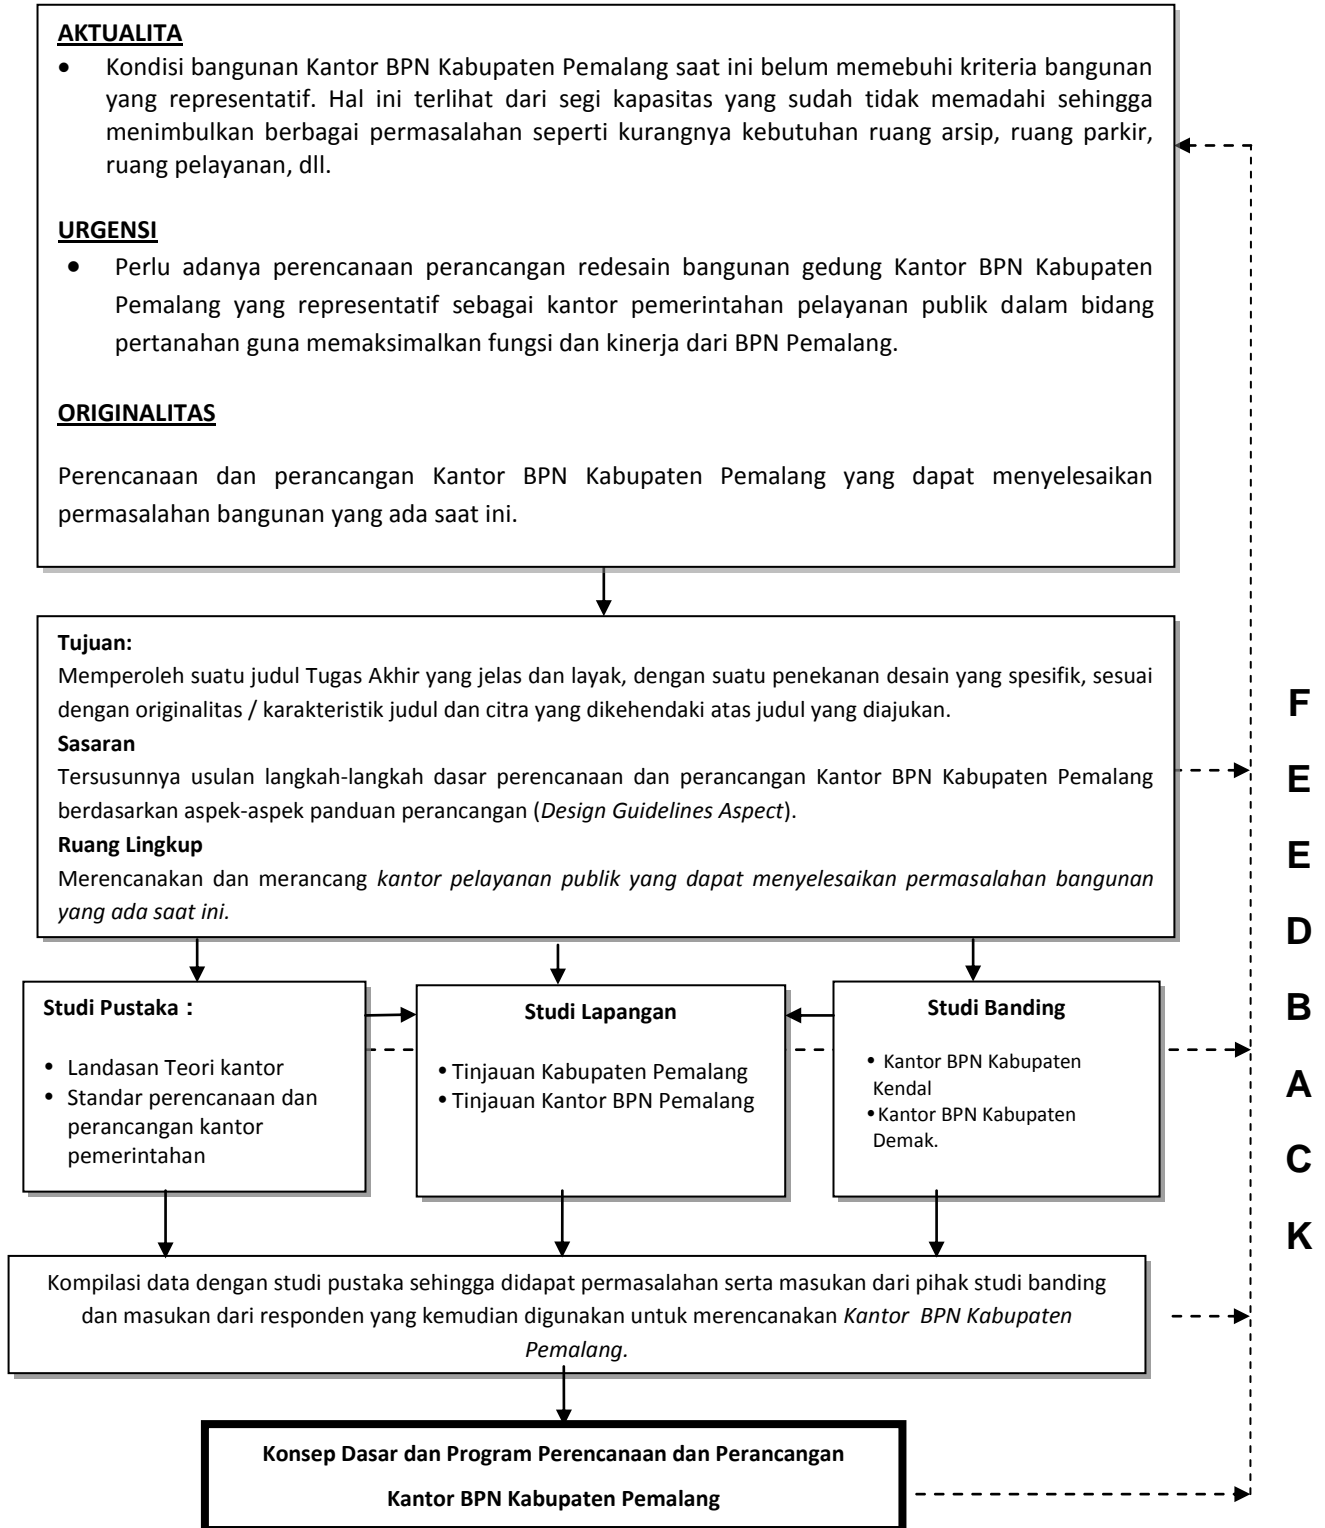 AKTUALITA
• Kondisi bangunan Kantor BPN Kabupaten Pemalang saat ini belum memebuhi kriteria bangunan
yang representatif. Hal ini terlihat dari segi kapasitas yang sudah tidak memadahi sehingga
menimbulkan berbagai permasalahan seperti kurangnya kebutuhan ruang arsip, ruang parkir,
ruang pelayanan, dll.
URGENSI
• Perlu adanya perencanaan perancangan redesain bangunan gedung Kantor BPN Kabupaten
Pemalang yang representatif sebagai kantor pemerintahan pelayanan publik dalam bidang
pertanahan guna memaksimalkan fungsi dan kinerja dari BPN Pemalang.
ORIGINALITAS
Perencanaan dan perancangan Kantor BPN Kabupaten Pemalang yang dapat menyelesaikan
permasalahan bangunan yang ada saat ini.
Tujuan:
Memperoleh suatu judul Tugas Akhir yang jelas dan layak, dengan suatu penekanan desain yang spesifik, sesuai
dengan originalitas / karakteristik judul dan citra yang dikehendaki atas judul yang diajukan.
Sasaran
Tersusunnya usulan langkah-langkah dasar perencanaan dan perancangan Kantor BPN Kabupaten Pemalang
berdasarkan aspek-aspek panduan perancangan (Design Guidelines Aspect).
Ruang Lingkup
Merencanakan dan merancang kantor pelayanan publik yang dapat menyelesaikan permasalahan bangunan
yang ada saat ini.
Studi Pustaka :
• Landasan Teori kantor
• Standar perencanaan dan
perancangan kantor
pemerintahan
Studi Lapangan
• Tinjauan Kabupaten Pemalang
• Tinjauan Kantor BPN Pemalang
Studi Banding
• Kantor BPN Kabupaten
Kendal
• Kantor BPN Kabupaten
Demak.
Kompilasi data dengan studi pustaka sehingga didapat permasalahan serta masukan dari pihak studi banding
dan masukan dari responden yang kemudian digunakan untuk merencanakan Kantor BPN Kabupaten
Pemalang.
Konsep Dasar dan Program Perencanaan dan Perancangan
Kantor BPN Kabupaten Pemalang
F
E
E
D
B
A
C
K